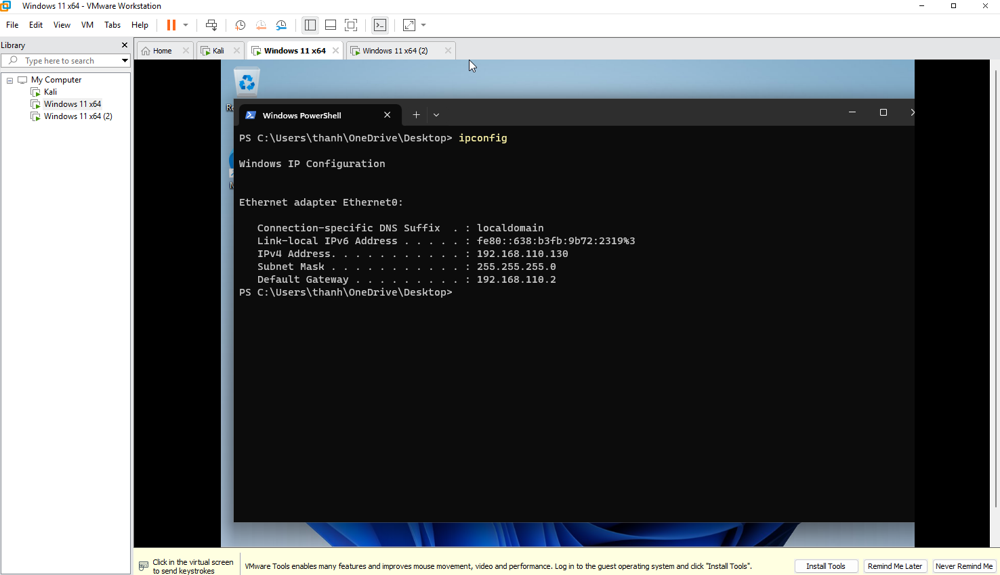 Windows 11 x64 - VMware Workstation
File Edit View VM Tabs Help
Library
Type here to search
My Computer
Kali
Windows 11 x64
Windows 11 x64 (2)
Home Kali Windows 11 x64 Windows 11 x64 (2)
Re
N
Windows PowerShell
PS C:\Users\thanh\OneDrive\Desktop> ipconfig
Windows IP Configuration
Ethernet adapter Ethernet0:
Connection-specific DNS Suffix . : localdomain
Link-local IPv6 Address . . . . . : fe80::638:b3fb:9b72:2319%3
IPv4 Address. . . . . . . . . . . : 192.168.110.130
Subnet Mask . . . . . . . . . . . : 255.255.255.0
Default Gateway . . . . . . . . . : 192.168.110.2
PS C:\Users\thanh\OneDrive\Desktop>
Click in the virtual screen
to send keystrokes
VMware Tools enables many features and improves mouse movement, video and performance. Log in to the guest operating system and click "Install Tools".
Install Tools Remind Me Later Never Remind Me